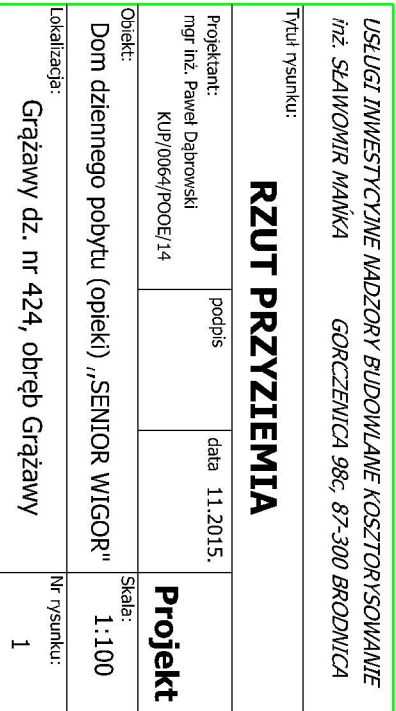 USŁUGI INWESTYCYJNE NADZORY BUDOWLANE KOSZTORYSOWANIE
inż. SŁAWOMIR MAŃKA GORCZENICA 98c, 87-300 BRODNICA
Tytuł rysunku:
RZUT PRZYZIEMIA
Projektant:
mgr inż. Paweł Dąbrowski
KUP/0064/POOE/14
podpis
data 11.2015.
Projekt
Obiekt:
Dom dziennego pobytu (opieki) ,,SENIOR WIGOR"
Skala:
1:100
Lokalizacja:
Grążawy dz. nr 424, obręb Grążawy
Nr rysunku:
1